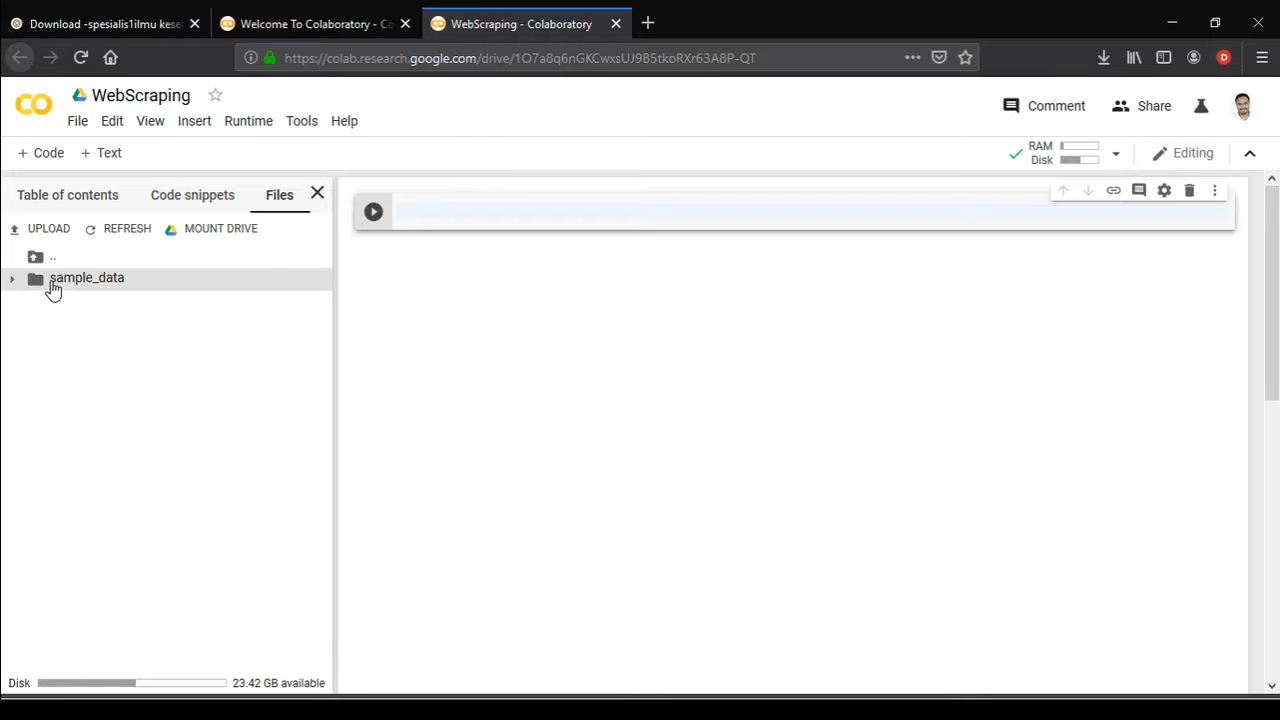 Download -spesialis1ilmu kese
Welcome To Colaboratory - Co
WebScraping - Colaboratory
https://colab.research.google.com/drive/1O7a8q6nGKCwxsUJ9B5tkoRXr63A8P-QT
D
WebScraping
Comment
Share
File Edit View Insert Runtime Tools Help
+ Code + Text
RAM
Disk
Editing
Table of contents Code snippets Files
UPLOAD REFRESH MOUNT DRIVE
..
sample_data
Disk 23.42 GB available